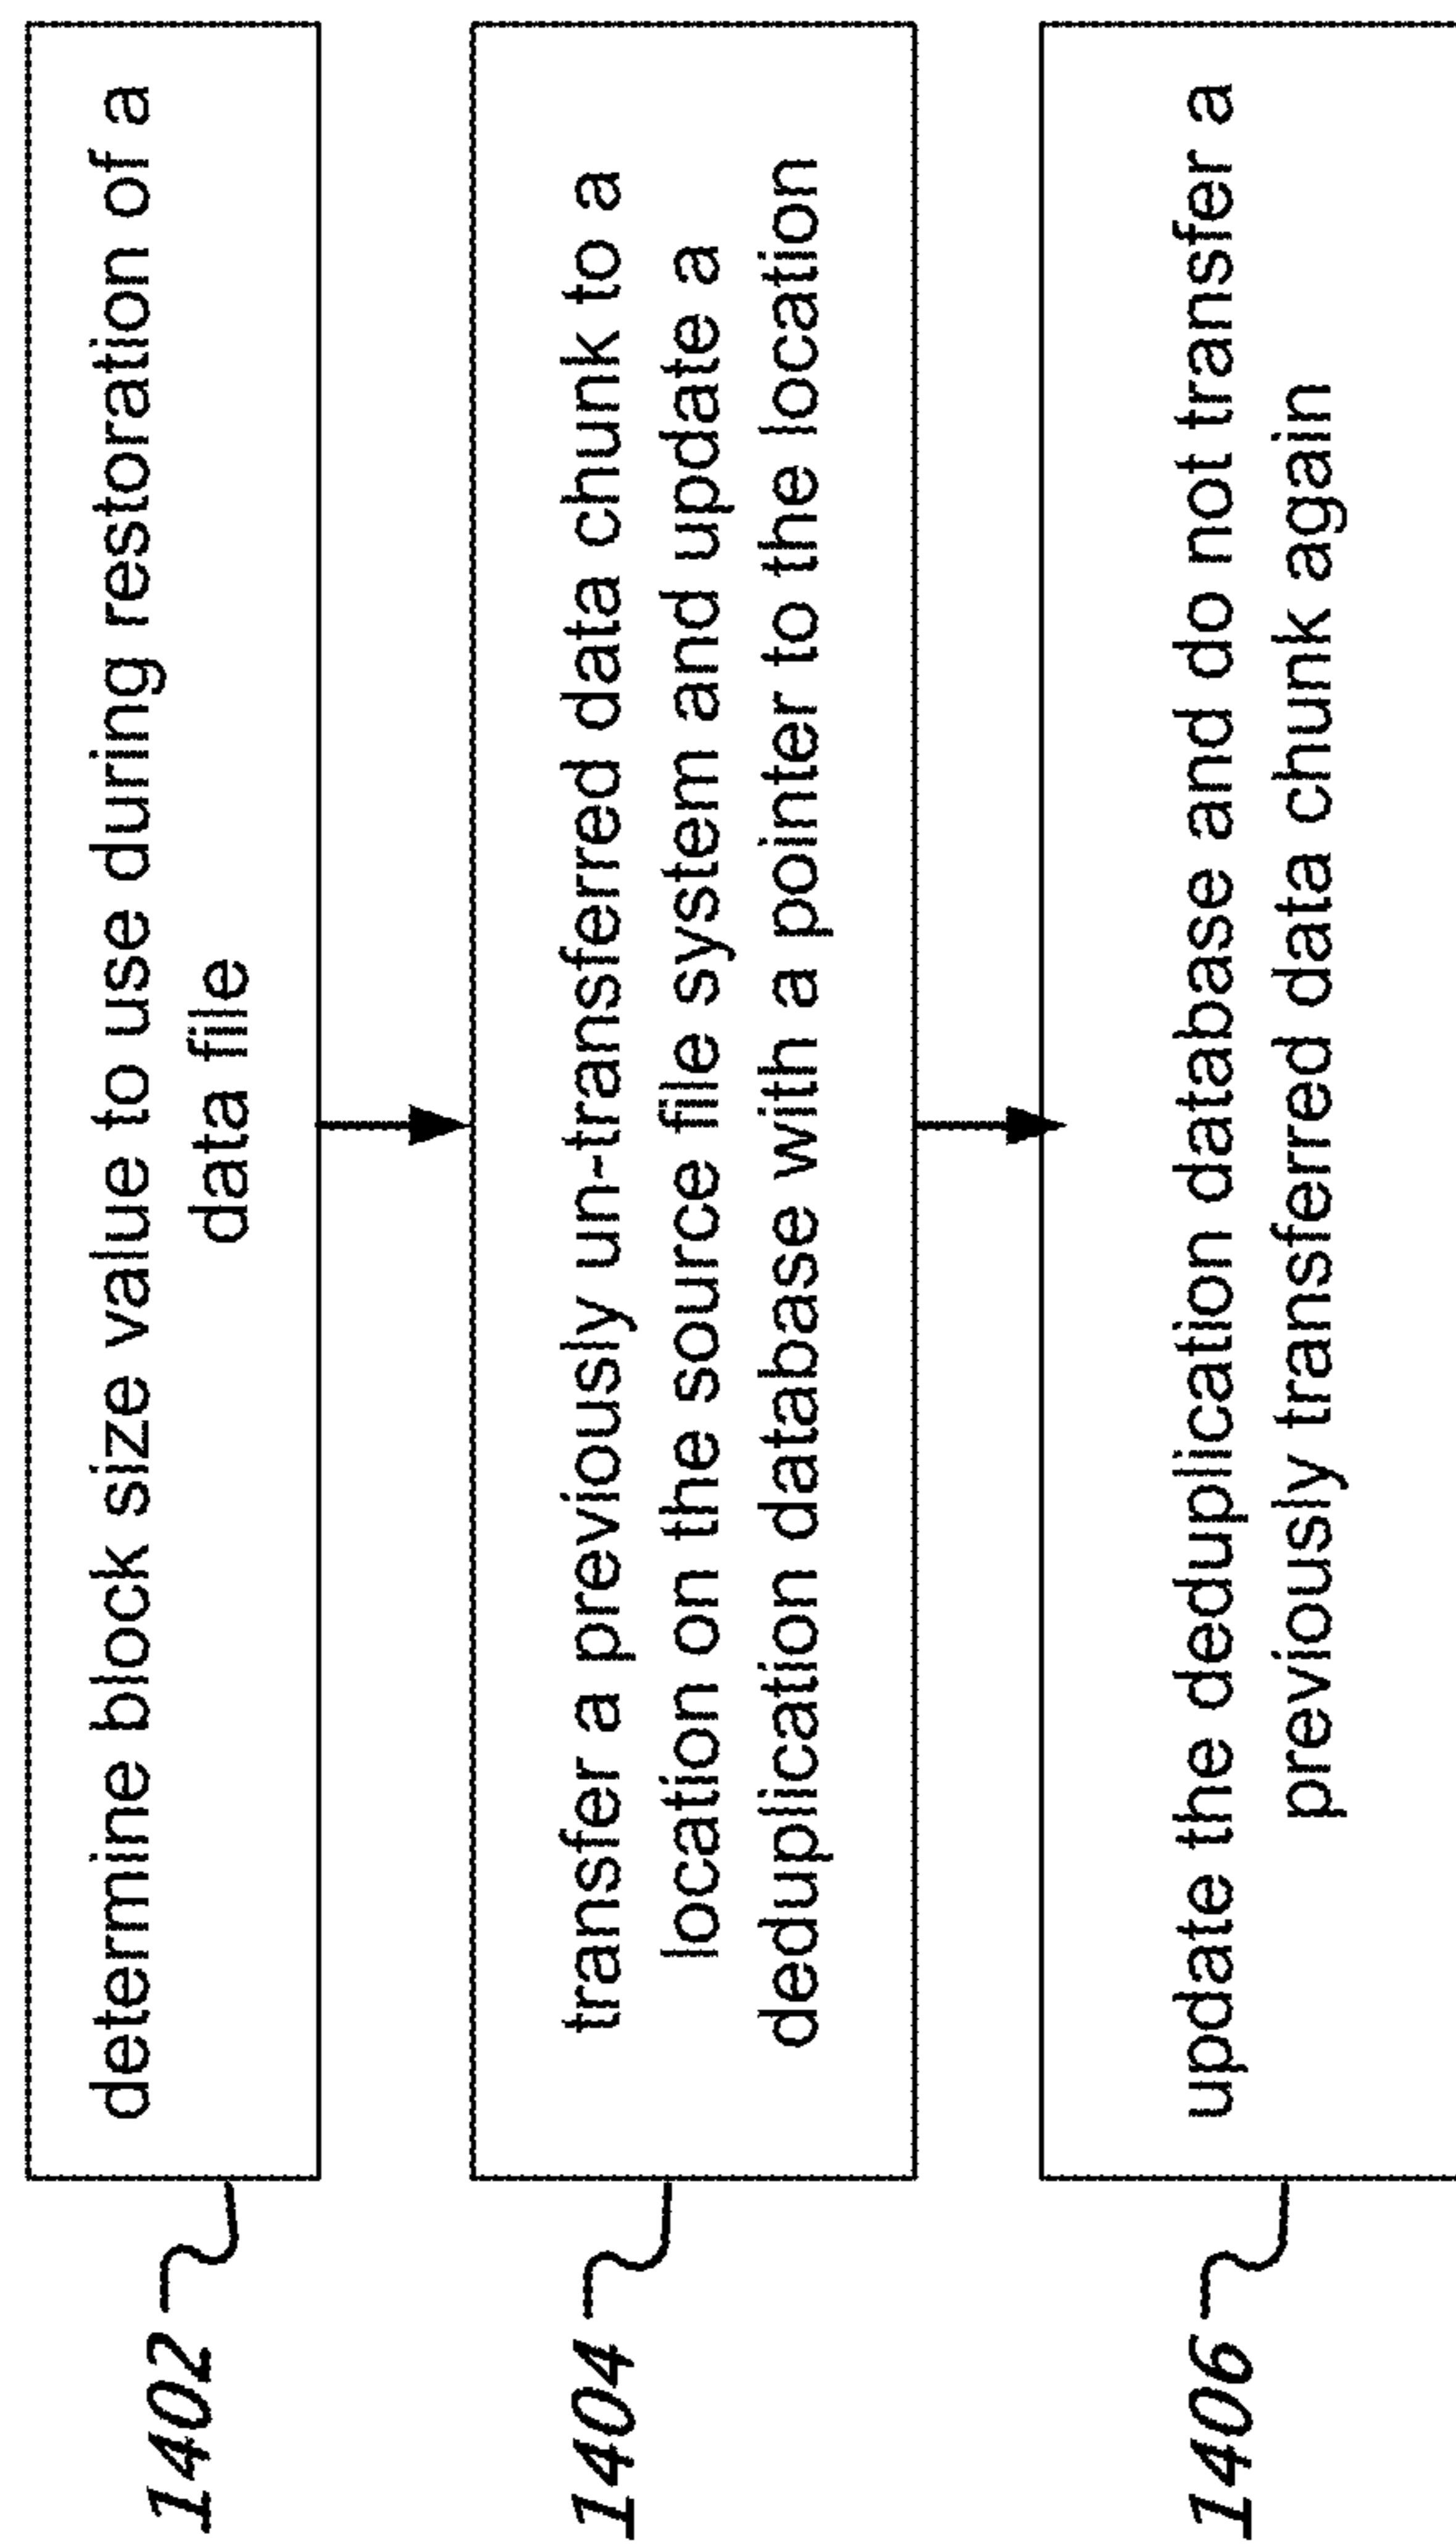 1402
determine block size value to use during restoration of a
data file
1404
transfer a previously un-transferred data chunk to a
location on the source file system and update a
deduplication database with a pointer to the location
1406
update the deduplication database and do not transfer a
previously transferred data chunk again